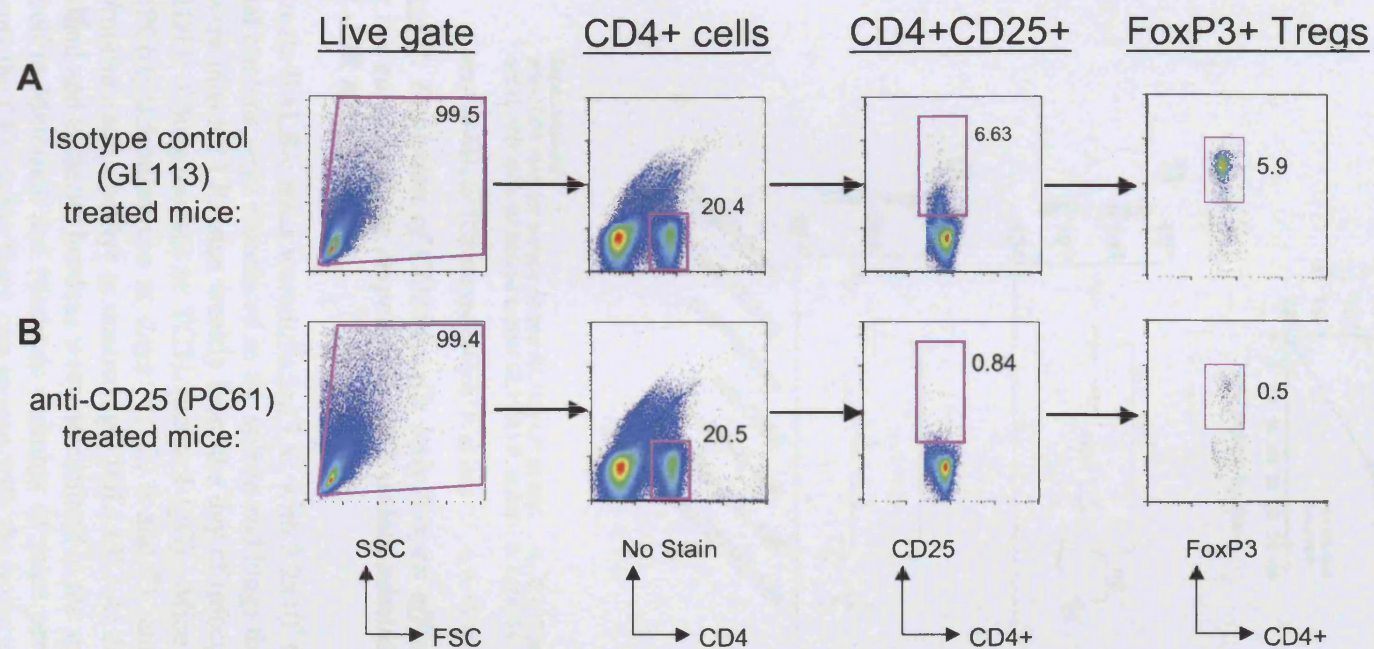 Live gate
CD4+ cells
CD4+CD25+
FoxP3+ Tregs
A
Isotype control
(GL113)
treated mice:
99.5
20.4
6.63
5.9
B
anti-CD25 (PC61)
treated mice:
99.4
20.5
0.84
0.5
SSC
FSC
No Stain
CD4
CD25
CD4+
FoxP3
CD4+